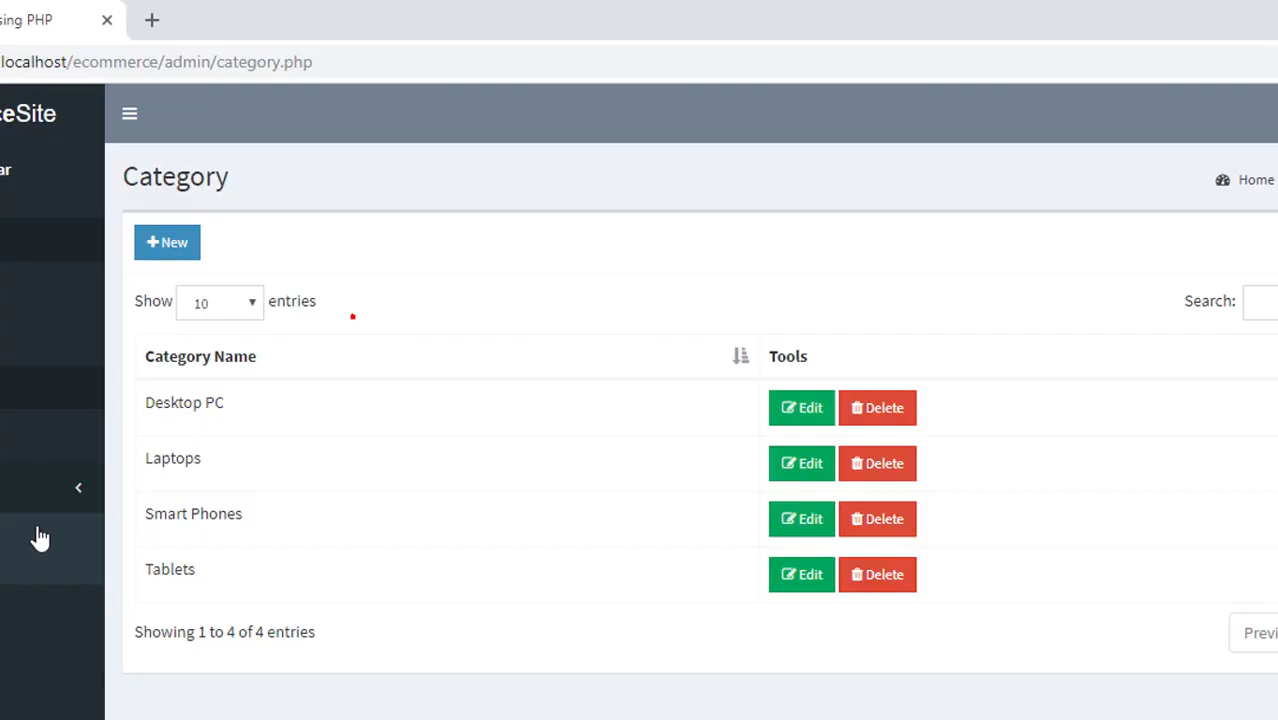 sing PHP
localhost/ecommerce/admin/category.php
ceSite
ar
Category
Home
New
Show 10 entries
Search:
Category Name Tools
Desktop PC Edit Delete
Laptops Edit Delete
Smart Phones Edit Delete
Tablets Edit Delete
Showing 1 to 4 of 4 entries
Previ